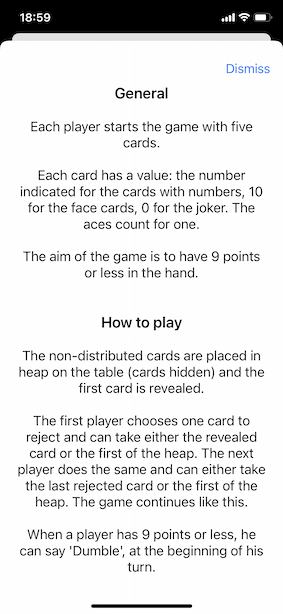 18:59
Dismiss
General
Each player starts the game with five
cards.
Each card has a value: the number
indicated for the cards with numbers, 10
for the face cards, 0 for the joker. The
aces count for one.
The aim of the game is to have 9 points
or less in the hand.
How to play
The non-distributed cards are placed in
heap on the table (cards hidden) and the
first card is revealed.
The first player chooses one card to
reject and can take either the revealed
card or the first of the heap. The next
player does the same and can either take
the last rejected card or the first of the
heap. The game continues like this.
When a player has 9 points or less, he
can say 'Dumble', at the beginning of his
turn.